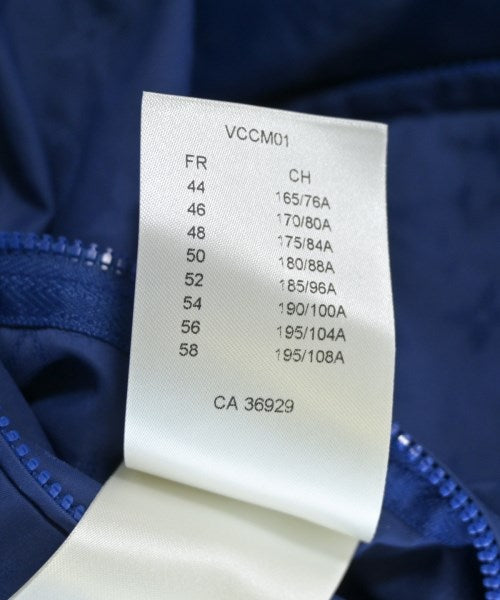 VCCM01
FR CH
44 165/76A
46 170/80A
48 175/84A
50 180/88A
52 185/96A
54 190/100A
56 195/104A
58 195/108A
CA 36929